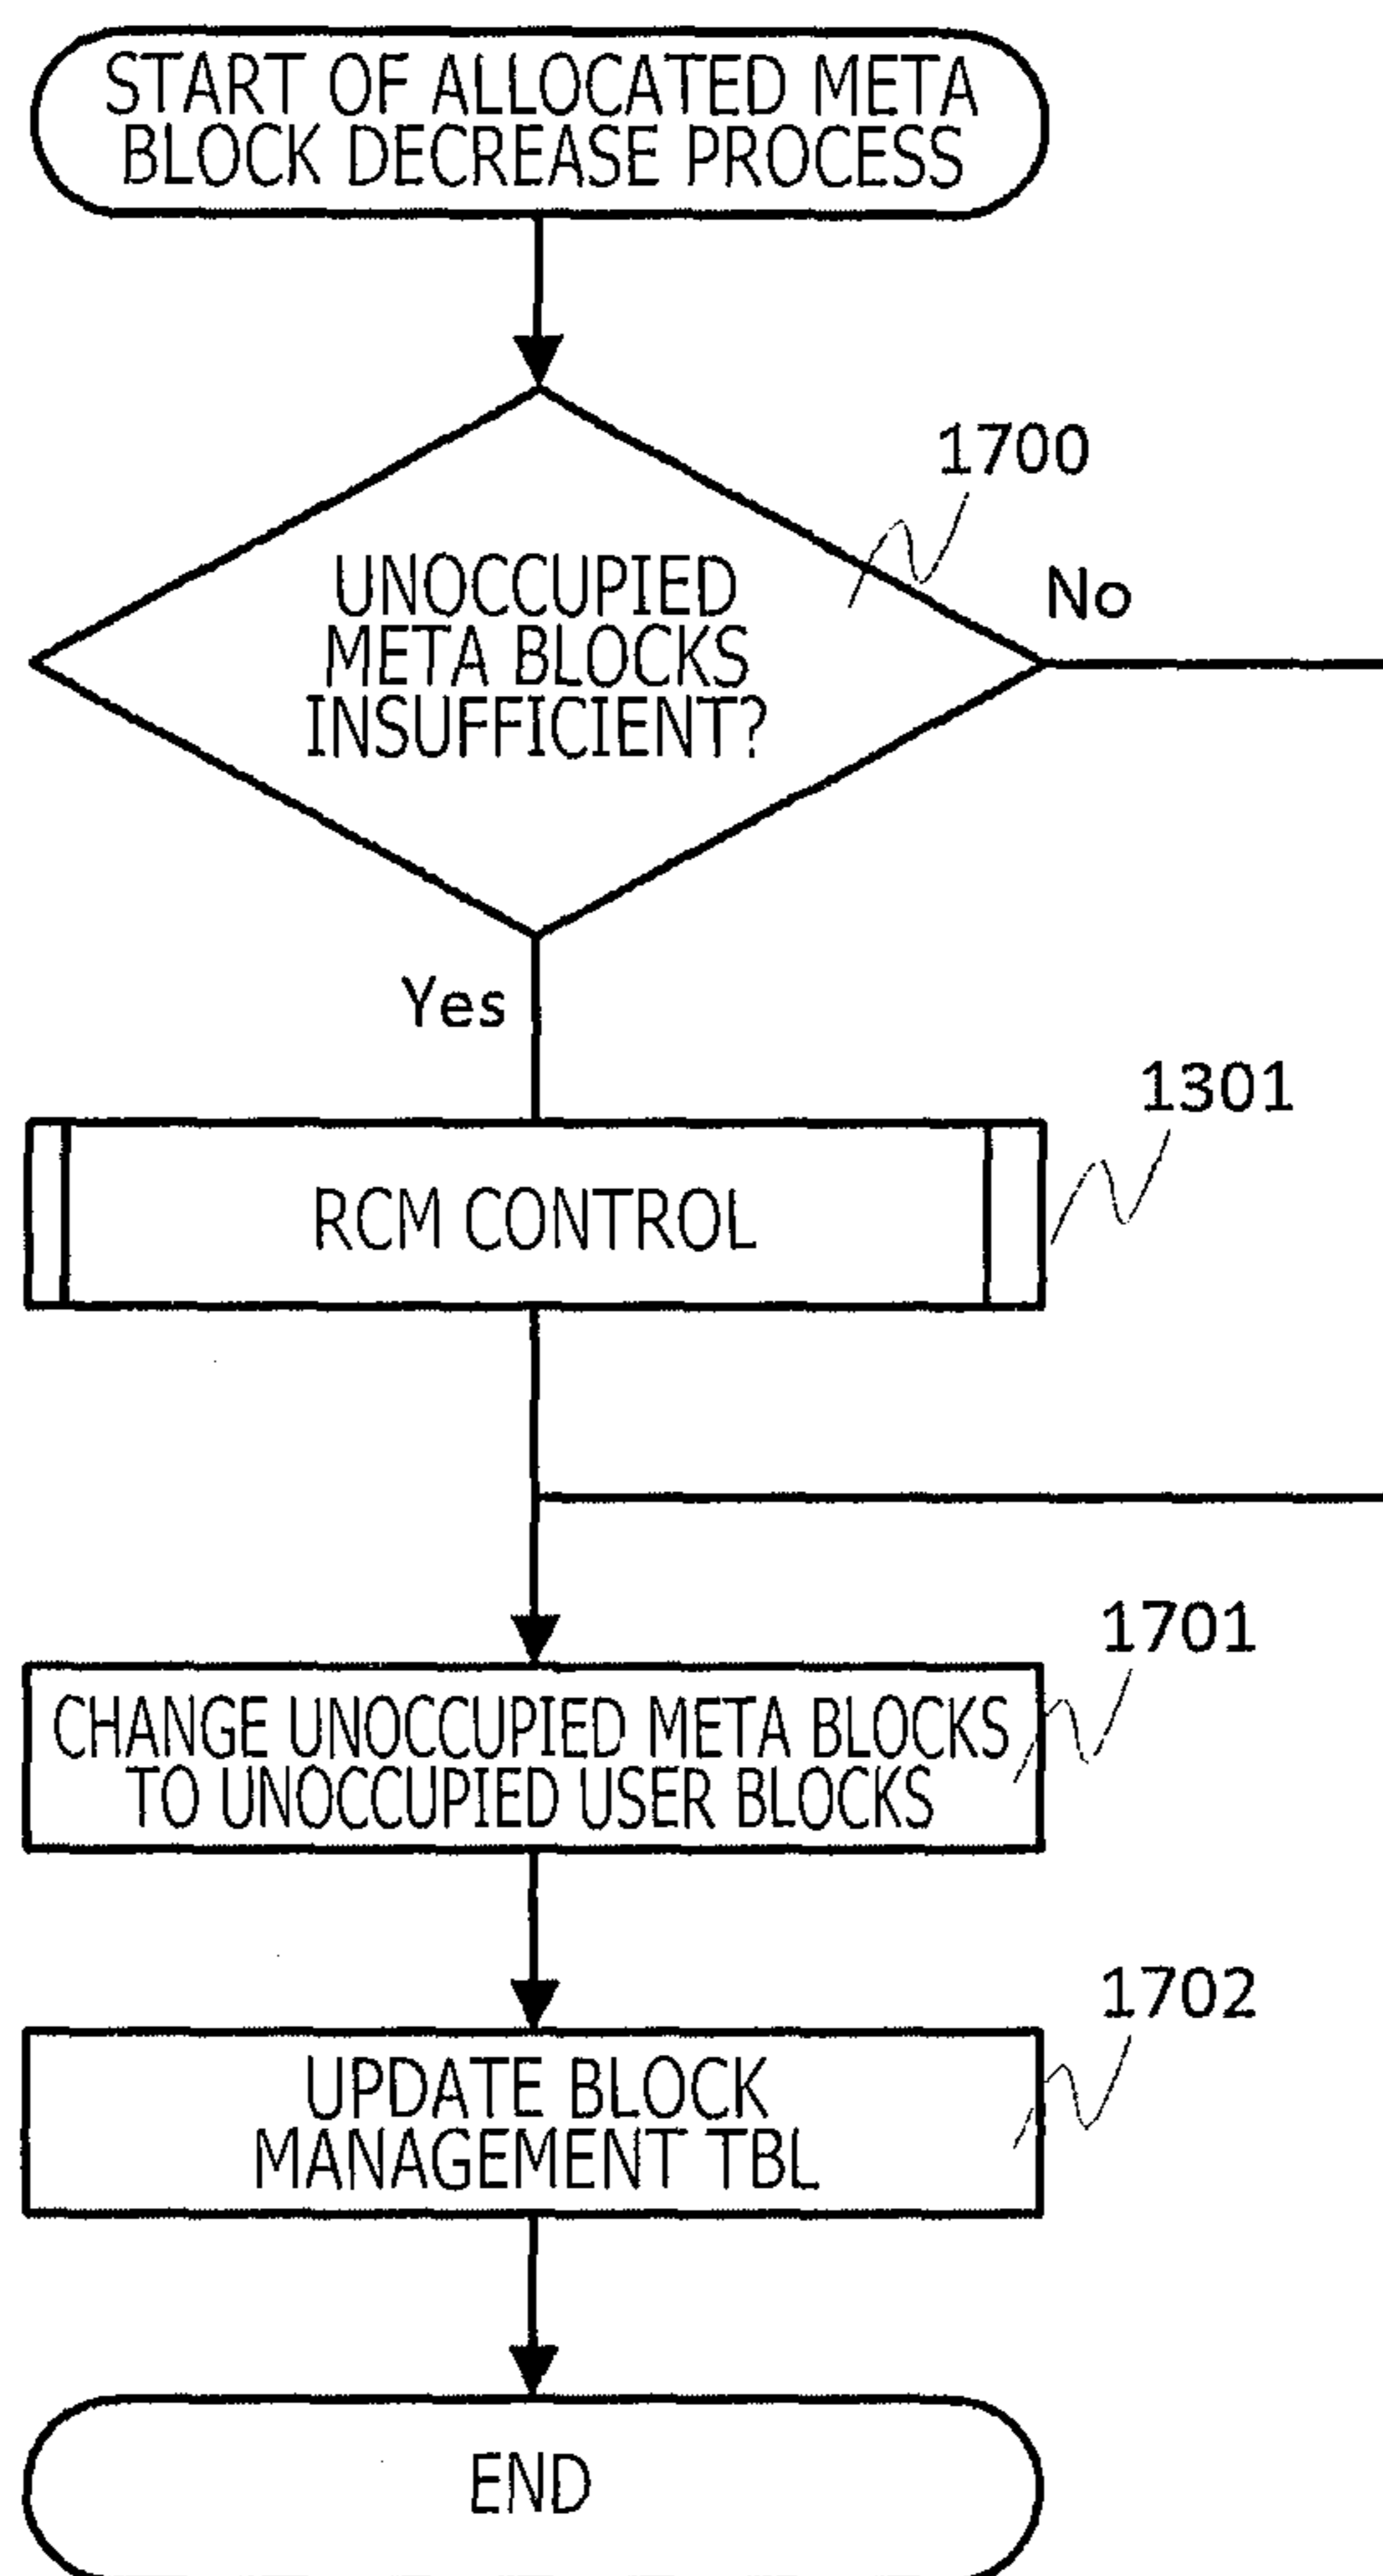 START OF ALLOCATED META
BLOCK DECREASE PROCESS
1700
UNOCCUPIED
META BLOCKS
INSUFFICIENT?
No
Yes
1301
RCM CONTROL
1701
CHANGE UNOCCUPIED META BLOCKS
TO UNOCCUPIED USER BLOCKS
1702
UPDATE BLOCK
MANAGEMENT TBL
END